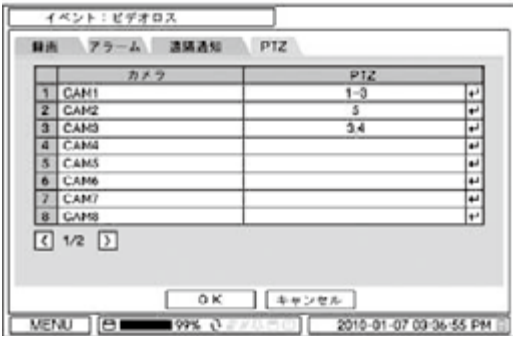 イベント：ビデオロス
録画 アラーム 遠隔通知 PTZ
カメラ PTZ
1 CAM1 1-3
2 CAM2 5
3 CAM3 3,4
4 CAM4
5 CAM5
6 CAM6
7 CAM7
8 CAM8
1/2
OK キャンセル
MENU 99% 2010-01-07 03:36:55 PM